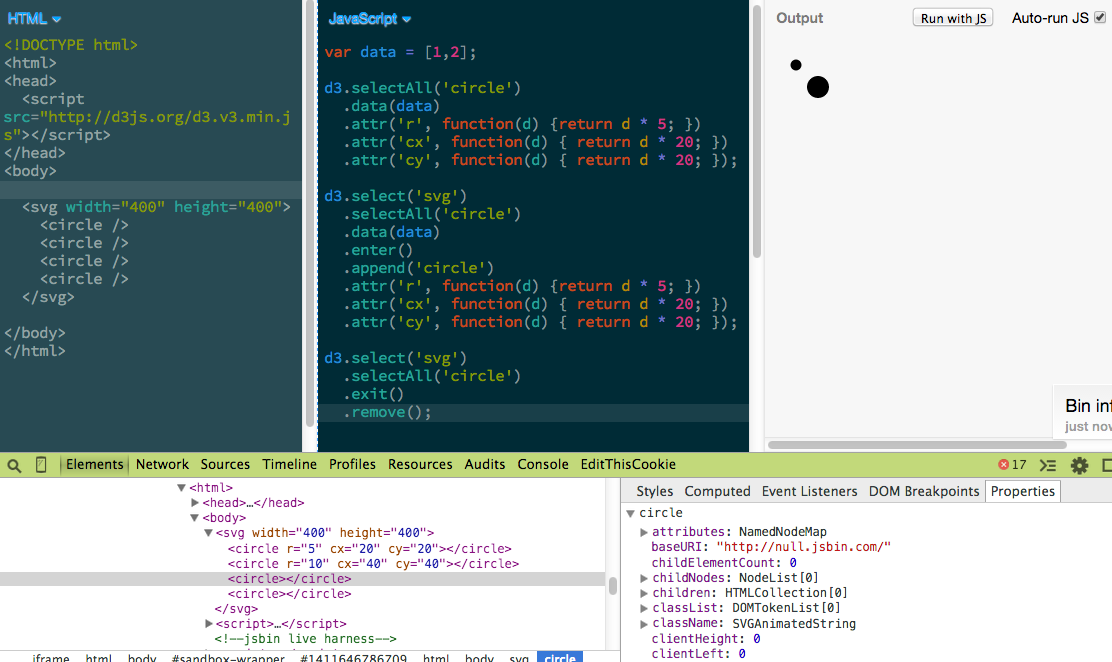 HTML
<!DOCTYPE html>
<html>
<head>
<script
src="http://d3js.org/d3.v3.min.j
s"></script>
</head>
<body>
<svg width="400" height="400">
<circle />
<circle />
<circle />
<circle />
</svg>
</body>
</html>
JavaScript
var data = [1,2];
d3.selectAll('circle')
.data(data)
.attr('r', function(d) {return d * 5; })
.attr('cx', function(d) { return d * 20; })
.attr('cy', function(d) { return d * 20; });
d3.select('svg')
.selectAll('circle')
.data(data)
.enter()
.append('circle')
.attr('r', function(d) {return d * 5; })
.attr('cx', function(d) { return d * 20; })
.attr('cy', function(d) { return d * 20; });
d3.select('svg')
.selectAll('circle')
.exit()
.remove();
Output Run with JS Auto-run JS
Bin inf
just now
Elements Network Sources Timeline Profiles Resources Audits Console EditThisCookie 17
<html>
<head>…</head>
<body>
<svg width="400" height="400">
<circle r="5" cx="20" cy="20"></circle>
<circle r="10" cx="40" cy="40"></circle>
<circle></circle>
<circle></circle>
</svg>
<script>…</script>
<!--jsbin live harness-->
iframe html body #sandbox-wrapper #1411646786709 html body svg circle
Styles Computed Event Listeners DOM Breakpoints Properties
circle
attributes: NamedNodeMap
baseURI: "http://null.jsbin.com/"
childElementCount: 0
childNodes: NodeList[0]
children: HTMLCollection[0]
classList: DOMTokenList[0]
className: SVGAnimatedString
clientHeight: 0
clientLeft: 0